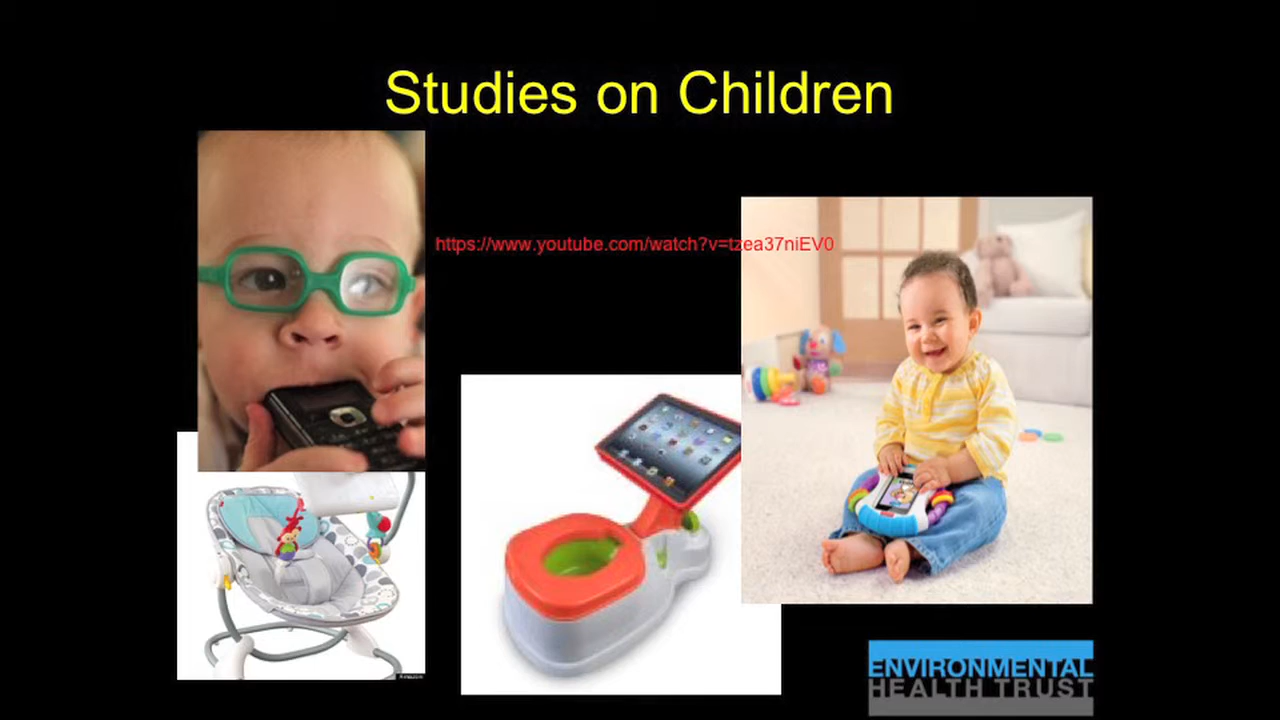 Studies on Children
https://www.youtube.com/watch?v=tzea37niEV0
ENVIRONMENTAL
HEALTH TRUST